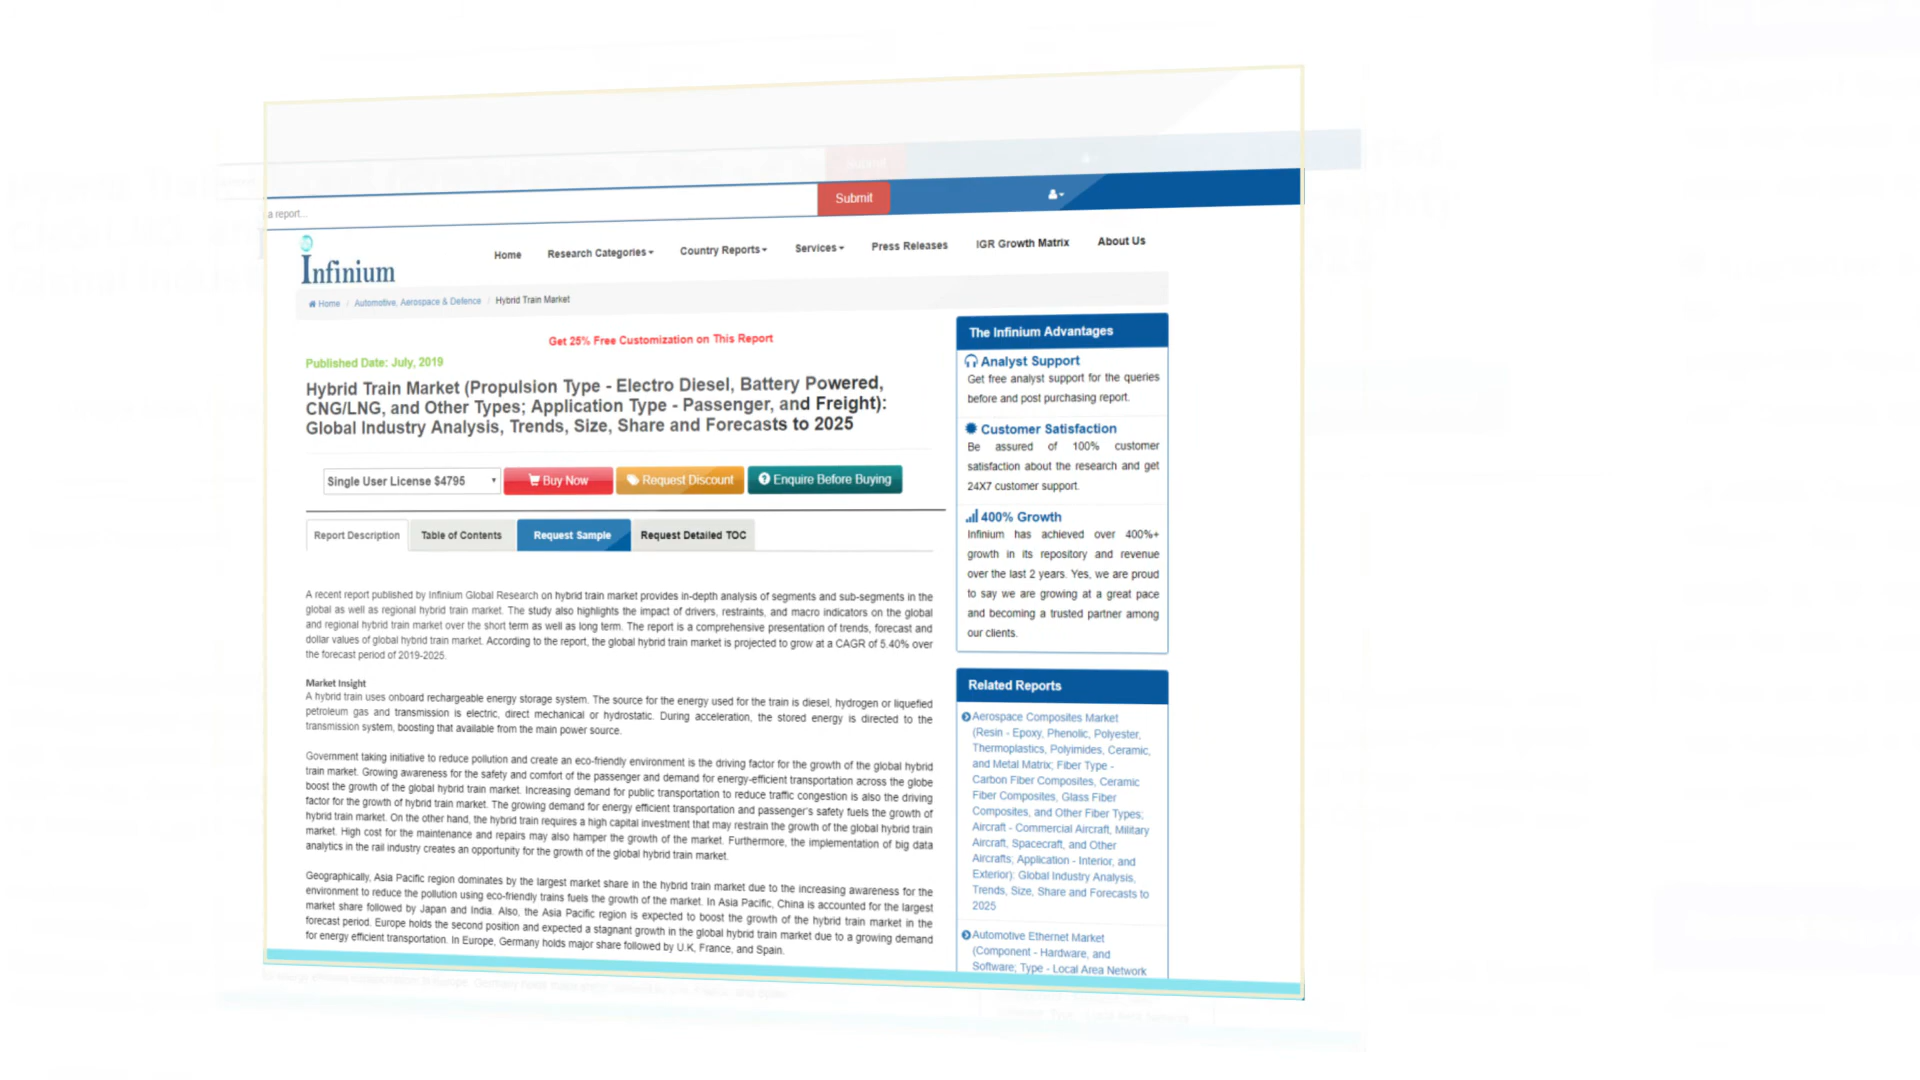 a report...
Submit
Infinium
Home Research Categories Country Reports Services Press Releases IGR Growth Matrix About Us
Home / Automotive, Aerospace & Defence / Hybrid Train Market
Get 25% Free Customization on This Report
Published Date: July, 2019
Hybrid Train Market (Propulsion Type - Electro Diesel, Battery Powered,
CNG/LNG, and Other Types; Application Type - Passenger, and Freight):
Global Industry Analysis, Trends, Size, Share and Forecasts to 2025
Single User License $4795 Buy Now Request Discount Enquire Before Buying
Report Description Table of Contents Request Sample Request Detailed TOC
A recent report published by Infinium Global Research on hybrid train market provides in-depth analysis of segments and sub-segments in the
global as well as regional hybrid train market. The study also highlights the impact of drivers, restraints, and macro indicators on the global
and regional hybrid train market over the short term as well as long term. The report is a comprehensive presentation of trends, forecast and
dollar values of global hybrid train market. According to the report, the global hybrid train market is projected to grow at a CAGR of 5.40% over
the forecast period of 2019-2025.
Market Insight
A hybrid train uses onboard rechargeable energy storage system. The source for the energy used for the train is diesel, hydrogen or liquefied
petroleum gas and transmission is electric, direct mechanical or hydrostatic. During acceleration, the stored energy is directed to the
transmission system, boosting that available from the main power source.
Government taking initiative to reduce pollution and create an eco-friendly environment is the driving factor for the growth of the global hybrid
train market. Growing awareness for the safety and comfort of the passenger and demand for energy-efficient transportation across the globe
boost the growth of the global hybrid train market. Increasing demand for public transportation to reduce traffic congestion is also the driving
factor for the growth of hybrid train market. The growing demand for energy efficient transportation and passenger's safety fuels the growth of
hybrid train market. On the other hand, the hybrid train requires a high capital investment that may restrain the growth of the global hybrid train
market. High cost for the maintenance and repairs may also hamper the growth of the market. Furthermore, the implementation of big data
analytics in the rail industry creates an opportunity for the growth of the global hybrid train market.
Geographically, Asia Pacific region dominates by the largest market share in the hybrid train market due to the increasing awareness for the
environment to reduce the pollution using eco-friendly trains fuels the growth of the market. In Asia Pacific, China is accounted for the largest
market share followed by Japan and India. Also, the Asia Pacific region is expected to boost the growth of the hybrid train market in the
forecast period. Europe holds the second position and expected a stagnant growth in the global hybrid train market due to a growing demand
for energy efficient transportation. In Europe, Germany holds major share followed by U.K, France, and Spain.
The Infinium Advantages
Analyst Support
Get free analyst support for the queries
before and post purchasing report.
Customer Satisfaction
Be assured of 100% customer
satisfaction about the research and get
24X7 customer support.
400% Growth
Infinium has achieved over 400%+
growth in its repository and revenue
over the last 2 years. Yes, we are proud
to say we are growing at a great pace
and becoming a trusted partner among
our clients.
Related Reports
Aerospace Composites Market
(Resin - Epoxy, Phenolic, Polyester,
Thermoplastics, Polyimides, Ceramic,
and Metal Matrix; Fiber Type -
Carbon Fiber Composites, Ceramic
Fiber Composites, Glass Fiber
Composites, and Other Fiber Types;
Aircraft - Commercial Aircraft, Military
Aircraft, Spacecraft, and Other
Aircrafts, Application - Interior, and
Exterior): Global Industry Analysis,
Trends, Size, Share and Forecasts to
2025
Automotive Ethernet Market
(Component - Hardware, and
Software; Type - Local Area Network